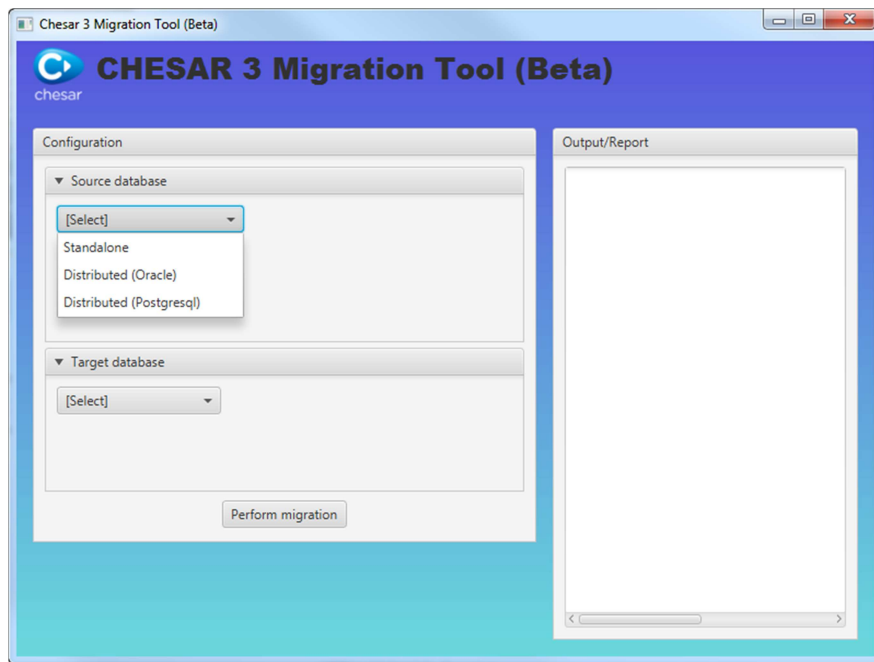 Chesar 3 Migration Tool (Beta)
chesar
CHESAR 3 Migration Tool (Beta)
Configuration
Source database
[Select]
Standalone
Distributed (Oracle)
Distributed (Postgresql)
Target database
[Select]
Perform migration
Output/Report